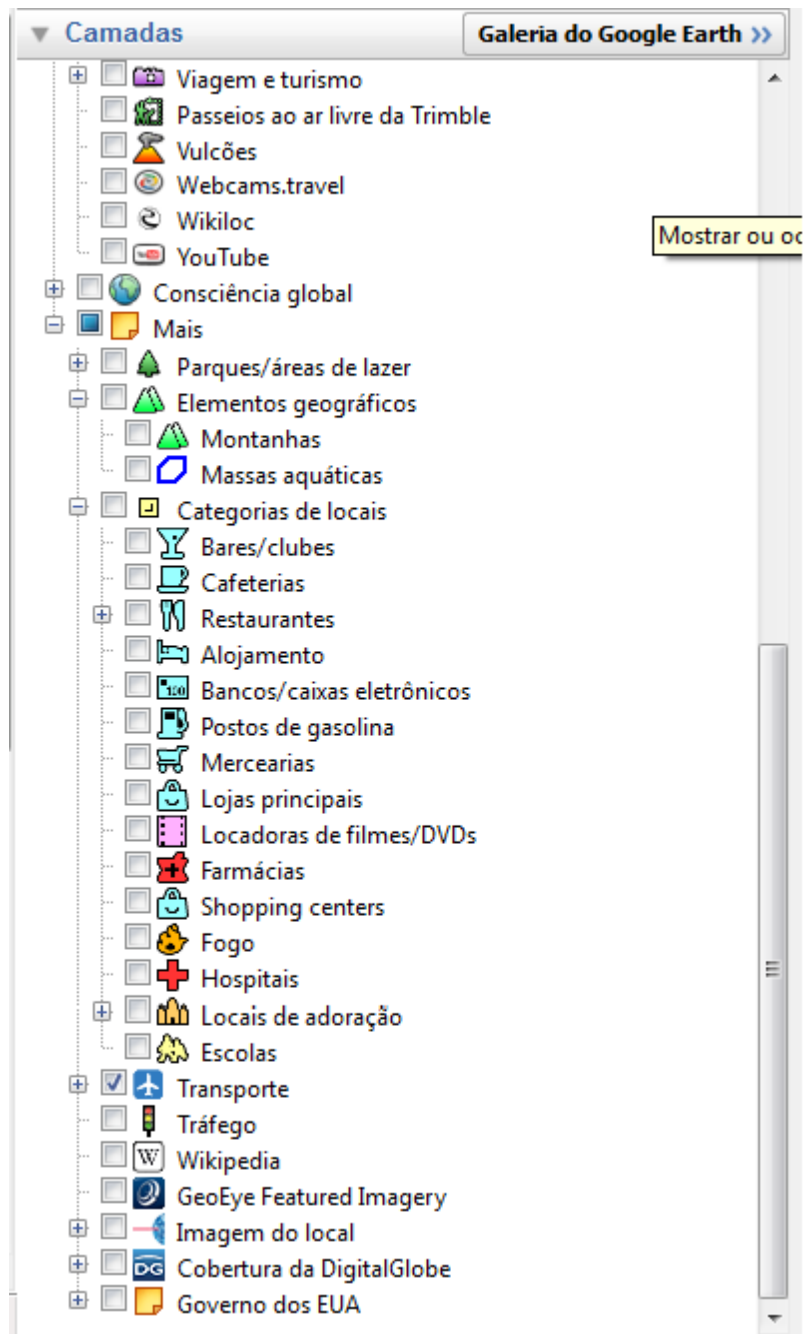 Camadas
Galeria do Google Earth >>
Viagem e turismo
Passeios ao ar livre da Trimble
Vulcões
Webcams.travel
Wikiloc
Mostrar ou oc
YouTube
Consciência global
Mais
Parques/áreas de lazer
Elementos geográficos
Montanhas
Massas aquáticas
Categorias de locais
Bares/clubes
Cafeterias
Restaurantes
Alojamento
Bancos/caixas eletrônicos
Postos de gasolina
Mercearias
Lojas principais
Locadoras de filmes/DVDs
Farmácias
Shopping centers
Fogo
Hospitais
Locais de adoração
Escolas
Transporte
Tráfego
W Wikipedia
GeoEye Featured Imagery
Imagem do local
DG Cobertura da DigitalGlobe
Governo dos EUA